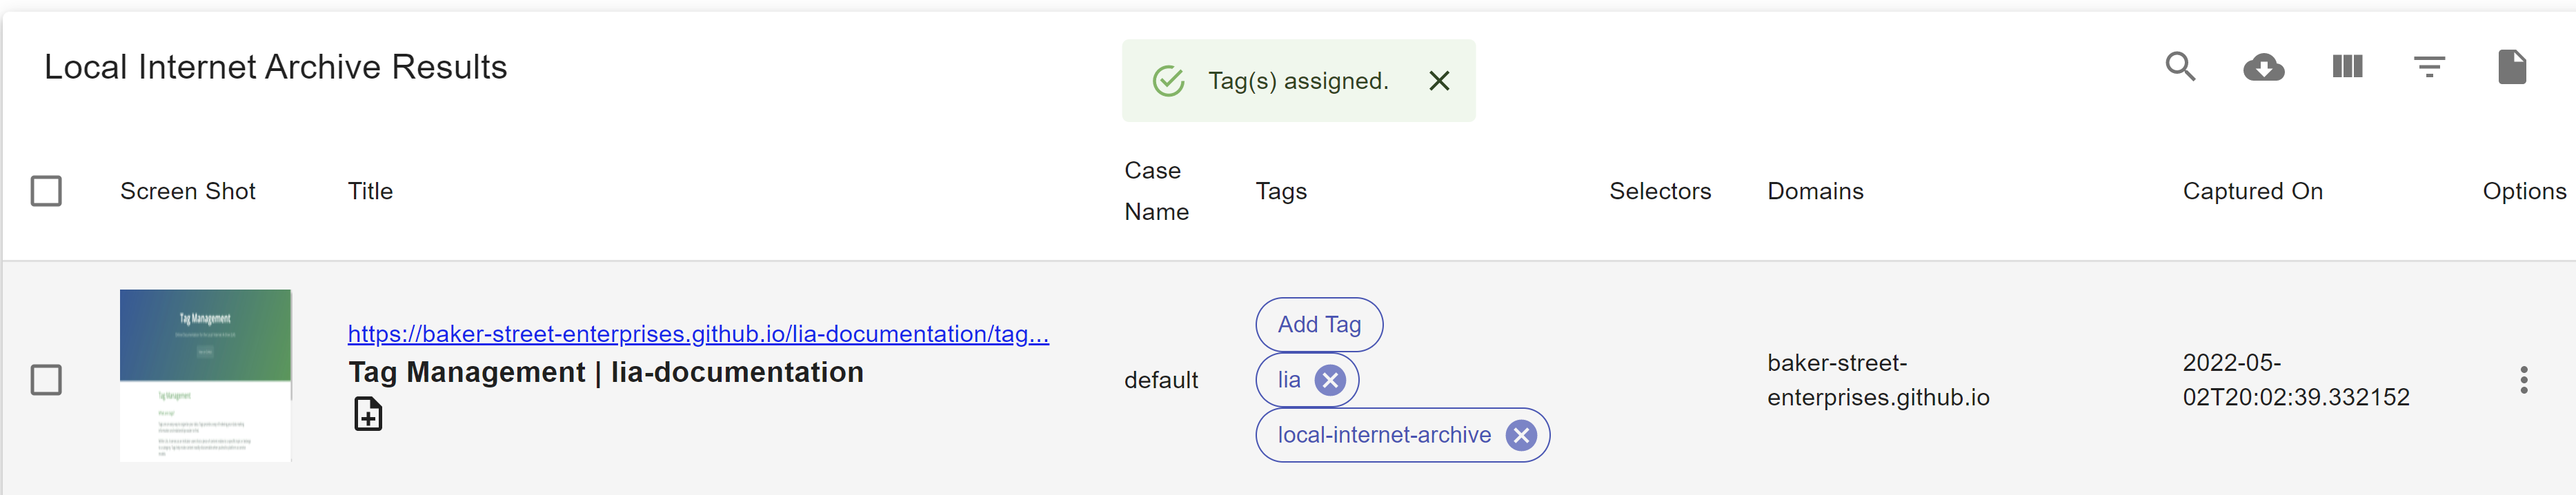 Local Internet Archive Results
Tag(s) assigned.
Screen Shot
Title
Case
Name
Tags
Selectors
Domains
Captured On
Options
Tag Management
Tag Management
https://baker-street-enterprises.github.io/lia-documentation/tag...
Tag Management | lia-documentation
default
Add Tag
lia
local-internet-archive
baker-street-
enterprises.github.io
2022-05-
02T20:02:39.332152